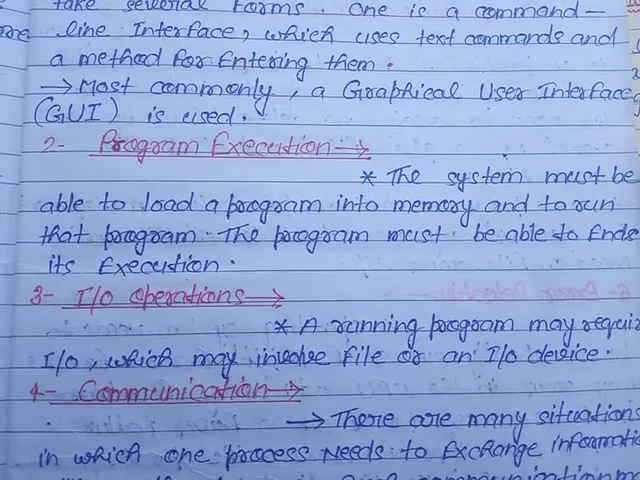 take several forms. One is a command-
line Interface, which uses text commands and
a method for Entering them.
→ Most commonly, a Graphical User Interface
(GUI) is used.
2- Program Execution →
* The system must be
able to load a program into memory and to run
that program. The program must be able to Ends
its Execution.
3- I/O Operations →
* A running program may requir
I/O, which may involve file or an I/O device.
4- Communication →
→ There are many situations
in which one process Needs to Exchange informati